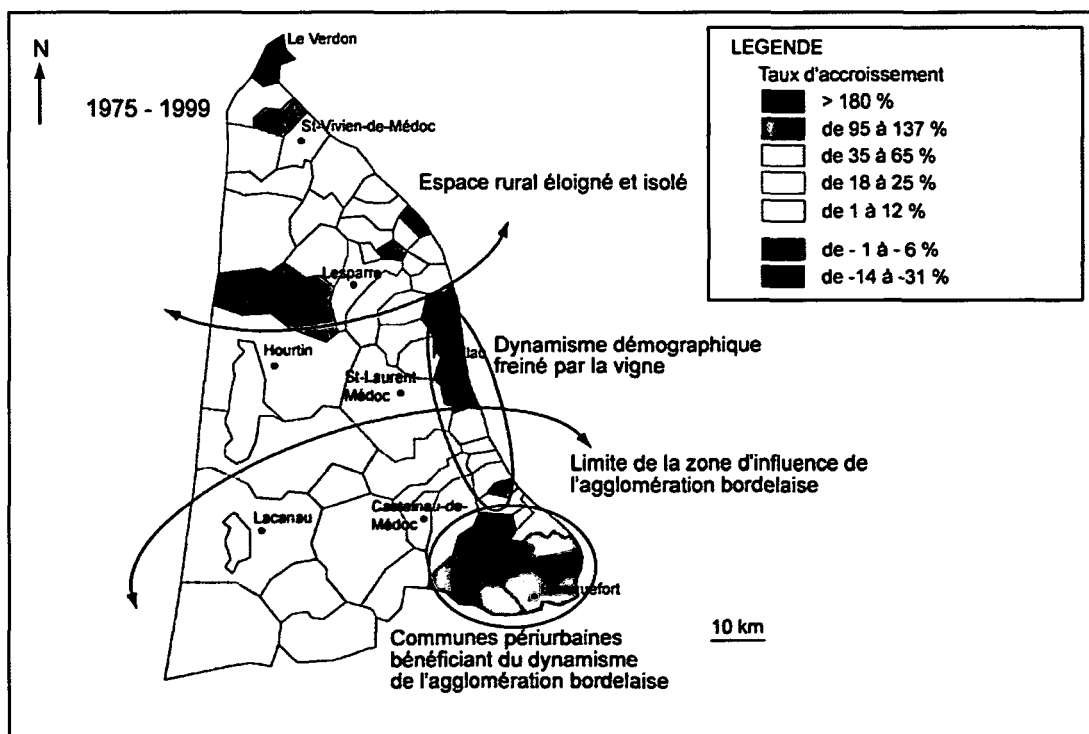 Le Verdon
N
1975 - 1999
St-Vivien-de-Médoc
Espace rural éloigné et isolé
Lesparre
Hourtin
Dynamisme démographique
freiné par la vigne
St-Laurent
Médoc
Limite de la zone d'influence de
l'agglomération bordelaise
Castelnau-de-
Médoc
Lacanau
10 km
Communes périurbaines
bénéficiant du dynamisme
de l'agglomération bordelaise
LEGENDE
Taux d'accroissement
> 180 %
de 95 à 137 %
de 35 à 65 %
de 18 à 25 %
de 1 à 12 %
de - 1 à - 6 %
de -14 à -31 %